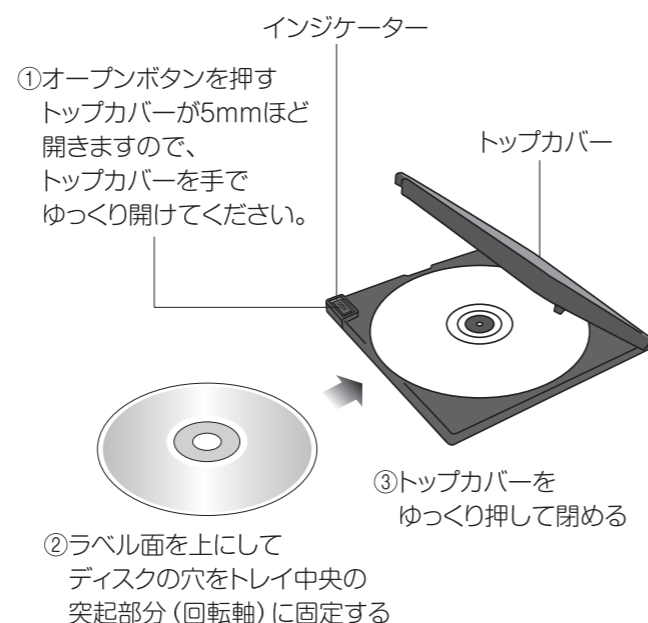 インジケーター
①オープンボタンを押す
トップカバーが5mmほど
開きますので、
トップカバーを手で
ゆっくり開けてください。
トップカバー
③トップカバーを
ゆっくり押して閉める
②ラベル面を上にして
ディスクの穴をトレイ中央の
突起部分（回転軸）に固定する